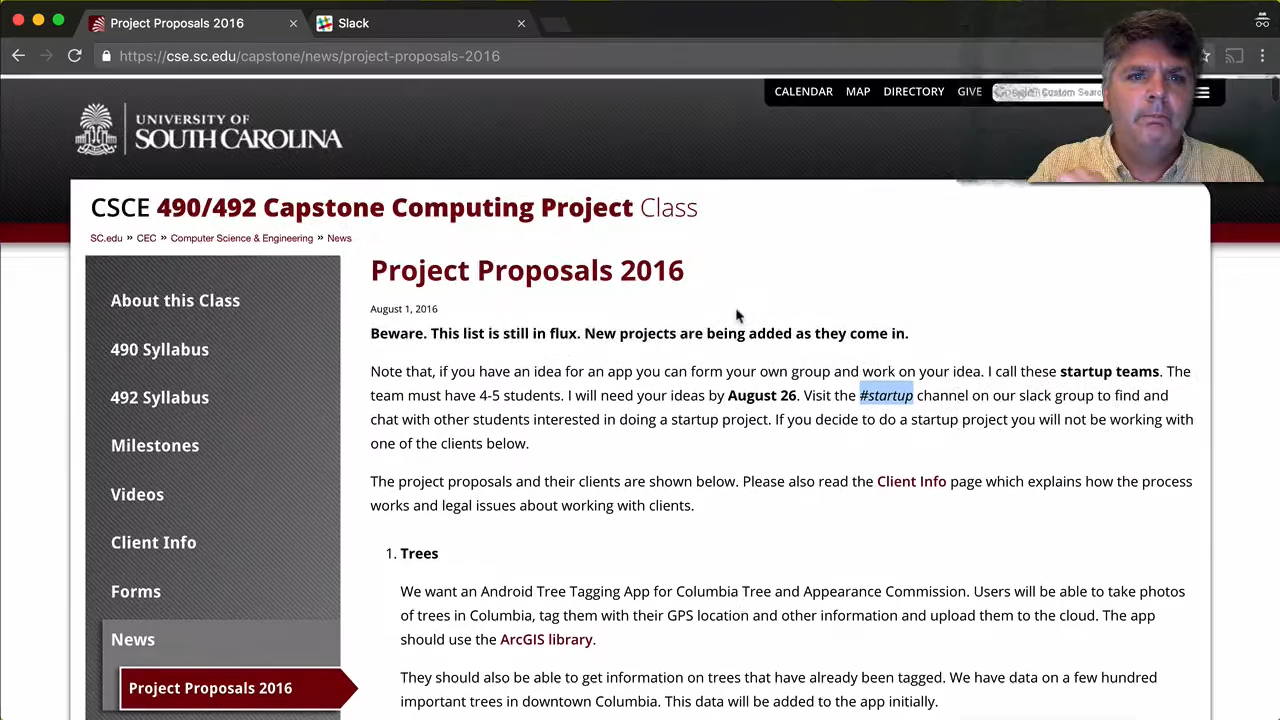 Project Proposals 2016
Slack
https://cse.sc.edu/capstone/news/project-proposals-2016
CALENDAR MAP DIRECTORY GIVE
UNIVERSITY OF
SOUTH CAROLINA
CSCE 490/492 Capstone Computing Project Class
SC.edu » CEC » Computer Science & Engineering » News
About this Class
490 Syllabus
492 Syllabus
Milestones
Videos
Client Info
Forms
News
Project Proposals 2016
Project Proposals 2016
August 1, 2016
Beware. This list is still in flux. New projects are being added as they come in.
Note that, if you have an idea for an app you can form your own group and work on your idea. I call these startup teams. The
team must have 4-5 students. I will need your ideas by August 26. Visit the #startup channel on our slack group to find and
chat with other students interested in doing a startup project. If you decide to do a startup project you will not be working with
one of the clients below.
The project proposals and their clients are shown below. Please also read the Client Info page which explains how the process
works and legal issues about working with clients.
1. Trees
We want an Android Tree Tagging App for Columbia Tree and Appearance Commission. Users will be able to take photos
of trees in Columbia, tag them with their GPS location and other information and upload them to the cloud. The app
should use the ArcGIS library.
They should also be able to get information on trees that have already been tagged. We have data on a few hundred
important trees in downtown Columbia. This data will be added to the app initially.